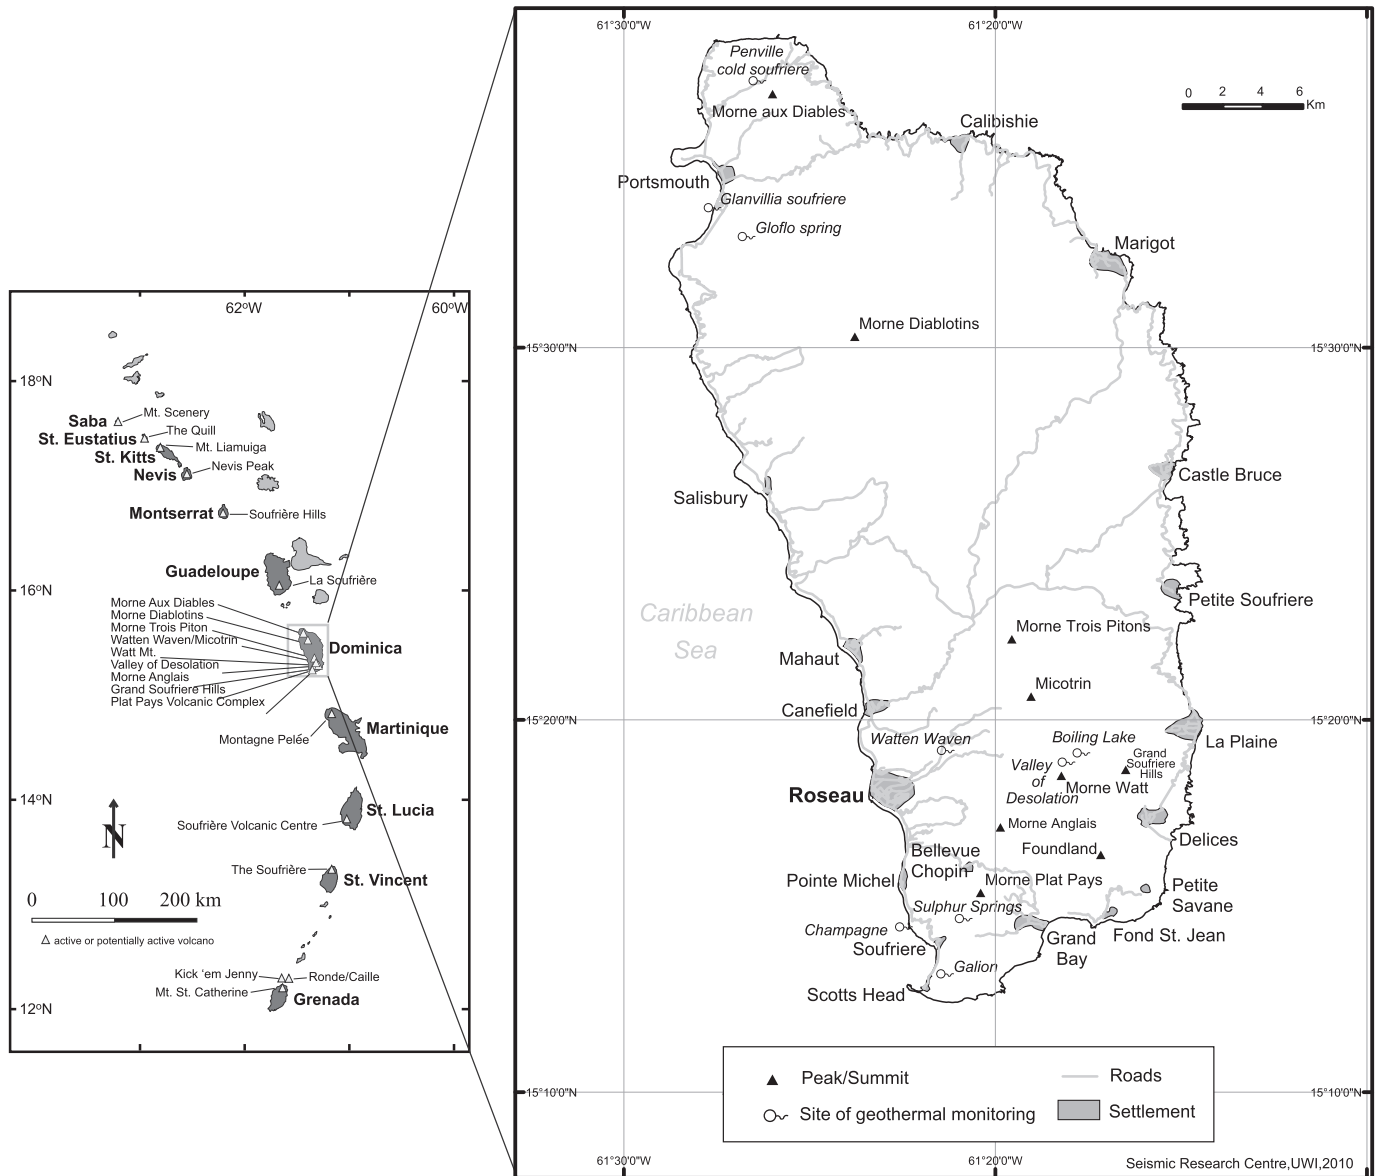 62ºW
60ºW
18ºN
Saba
Mt. Scenery
St. Eustatius
The Quill
St. Kitts
Mt. Liamuiga
Nevis
Nevis Peak
Montserrat
Soufrière Hills
Guadeloupe
La Soufrière
16ºN
Morne Aux Diables
Morne Diablotins
Morne Trois Piton
Watten Waven/Micotrin
Watt Mt.
Valley of Desolation
Morne Anglais
Grand Soufriere Hills
Plat Pays Volcanic Complex
Dominica
Martinique
Montagne Pelée
14ºN
St. Lucia
Soufrière Volcanic Centre
N
The Soufrière
St. Vincent
0 100 200 km
active or potentially active volcano
Kick ‘em Jenny
Ronde/Caille
Mt. St. Catherine
Grenada
12ºN
61°30'0"W
61°20'0"W
Penville
cold soufriere
Morne aux Diables
0 2 4 6
Km
Calibishie
Portsmouth
Glanvillia soufriere
Gloflo spring
Marigot
Morne Diablotins
15°30'0"N
15°30'0"N
Salisbury
Castle Bruce
Petite Soufriere
Caribbean
Sea
Morne Trois Pitons
Mahaut
Micotrin
Canefield
15°20'0"N
15°20'0"N
Watten Waven
Boiling Lake
La Plaine
Grand
Soufriere
Hills
Valley
of
Desolation
Morne Watt
Roseau
Morne Anglais
Delices
Foundland
Bellevue
Chopin
Pointe Michel
Morne Plat Pays
Petite
Savane
Sulphur Springs
Champagne
Soufriere
Grand
Bay
Fond St. Jean
Galion
Scotts Head
Peak/Summit
Roads
Site of geothermal monitoring
Settlement
15°10'0"N
15°10'0"N
61°30'0"W
61°20'0"W
Seismic Research Centre,UWI,2010